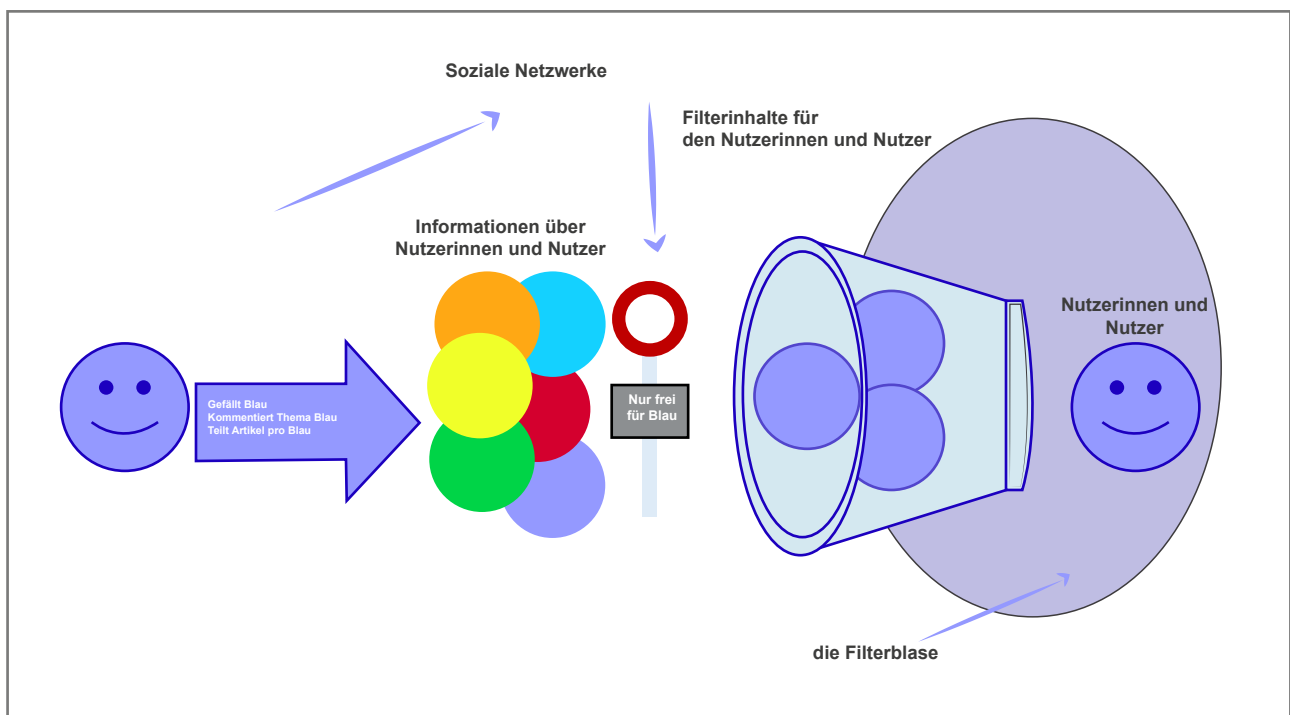 Soziale Netzwerke
Filterinhalte für
den Nutzerinnen und Nutzer
Informationen über
Nutzerinnen und Nutzer
Nutzerinnen und
Nutzer
Gefällt Blau
Kommentiert Thema Blau
Teilt Artikel pro Blau
Nur frei
für Blau
die Filterblase